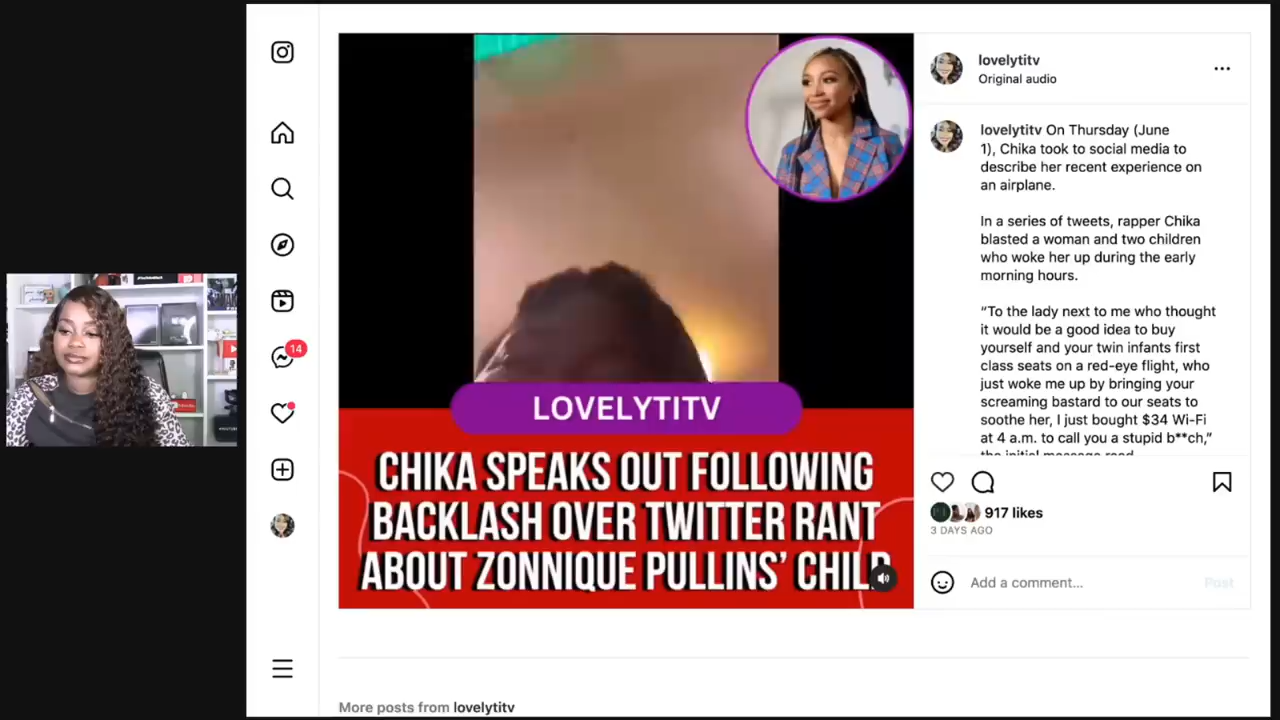 14
LOVELYTITV
CHIKA SPEAKS OUT FOLLOWING
BACKLASH OVER TWITTER RANT
ABOUT ZONNIQUE PULLINS' CHILD
lovelytitv
Original audio
lovelytitv On Thursday (June
1), Chika took to social media to
describe her recent experience on
an airplane.
In a series of tweets, rapper Chika
blasted a woman and two children
who woke her up during the early
morning hours.
“To the lady next to me who thought
it would be a good idea to buy
yourself and your twin infants first
class seats on a red-eye flight, who
just woke me up by bringing your
screaming bastard to our seats to
soothe her, I just bought $34 Wi-Fi
at 4 a.m. to call you a stupid b**ch,”
the initial message read
917 likes
3 DAYS AGO
Add a comment...
Post
More posts from lovelytitv